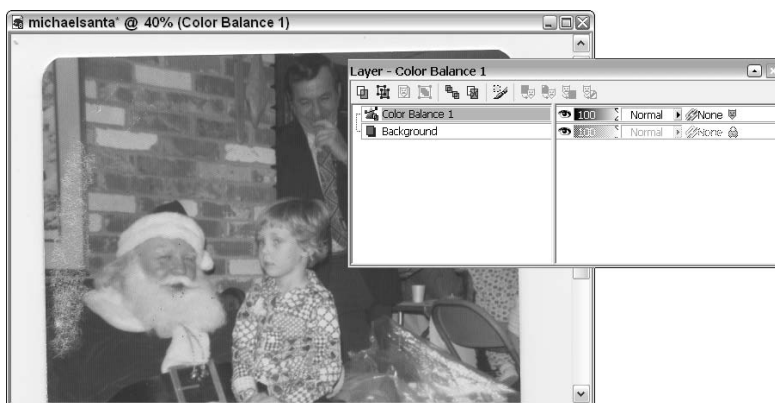 michaelsanta* @ 40% (Color Balance 1)
Layer - Color Balance 1
Color Balance 1 100 Normal None
Background 100 Normal None